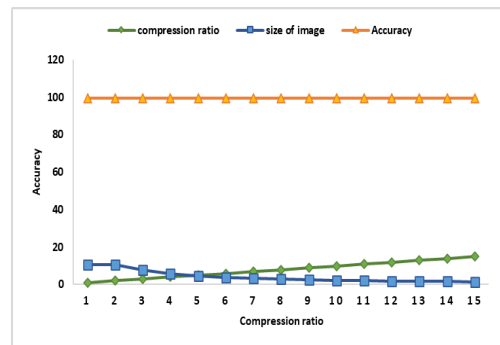 compression ratio size of image Accuracy
120
100
80
60
40
20
0
Accuracy
1 2 3 4 5 6 7 8 9 10 11 12 13 14 15
Compression ratio